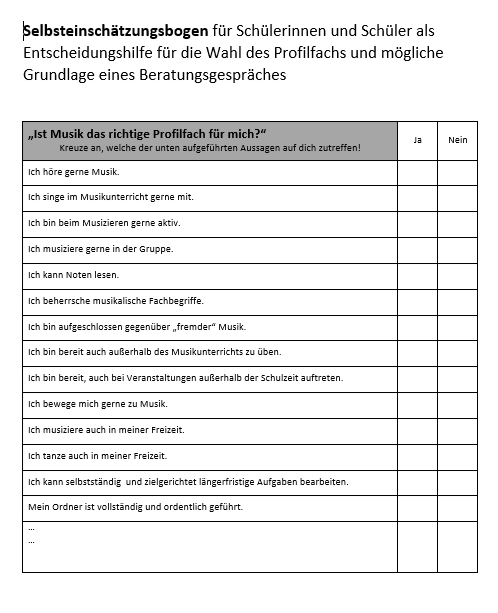 Selbsteinschätzungsbogen für Schülerinnen und Schüler als
Entscheidungshilfe für die Wahl des Profilfachs und mögliche
Grundlage eines Beratungsgespräches
„Ist Musik das richtige Profilfach für mich?“
Kreuze an, welche der unten aufgeführten Aussagen auf dich zutreffen!
Ja
Nein
Ich höre gerne Musik.
Ich singe im Musikunterricht gerne mit.
Ich bin beim Musizieren gerne aktiv.
Ich musiziere gerne in der Gruppe.
Ich kann Noten lesen.
Ich beherrsche musikalische Fachbegriffe.
Ich bin aufgeschlossen gegenüber „fremder“ Musik.
Ich bin bereit auch außerhalb des Musikunterrichts zu üben.
Ich bin bereit, auch bei Veranstaltungen außerhalb der Schulzeit auftreten.
Ich bewege mich gerne zu Musik.
Ich musiziere auch in meiner Freizeit.
Ich tanze auch in meiner Freizeit.
Ich kann selbstständig  und zielgerichtet längerfristige Aufgaben bearbeiten.
Mein Ordner ist vollständig und ordentlich geführt.
...
...